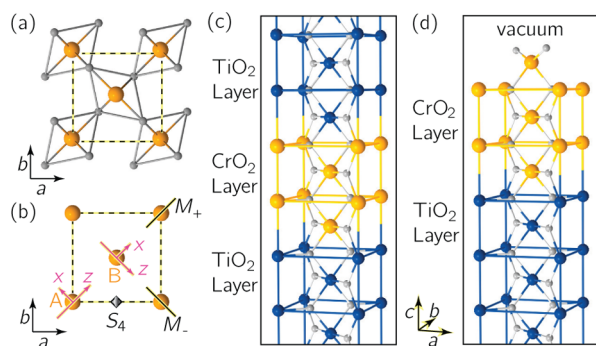 (a)
b
a
(b)
M+
x
z
B
z
x
A
b
a
S4
M-
(c)
TiO2
Layer
CrO2
Layer
TiO2
Layer
(d)
vacuum
CrO2
Layer
TiO2
Layer
c
b
a